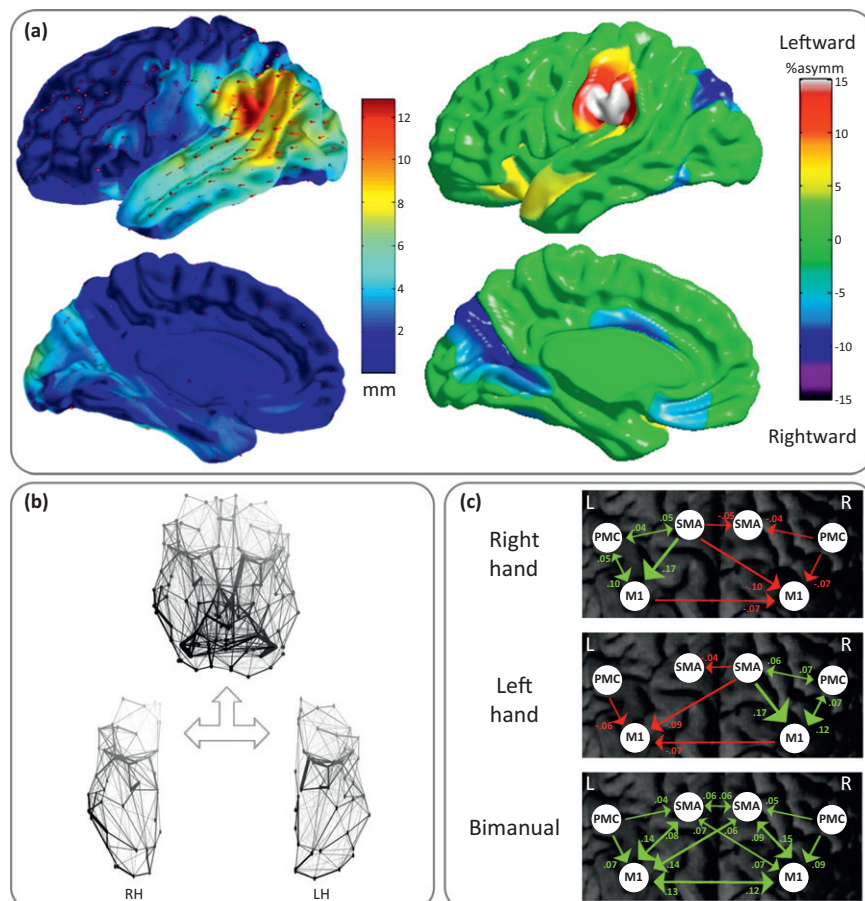 (a)
12
10
8
6
4
2
mm
Leftward
%asymm
15
10
5
0
-5
-10
-15
Rightward
(b)
RH
LH
(c)
Right
hand
L
R
PMC
SMA
SMA
PMC
M1
M1
.04
.05
-.05
-.04
.05
.10
.17
-.10
-.07
-.07
Left
hand
L
R
PMC
SMA
SMA
PMC
M1
M1
-.04
.06
.07
.07
-.06
-.09
.17
.12
-.07
Bimanual
L
R
PMC
SMA
SMA
PMC
M1
M1
.04
.06
.06
.05
.14
.08
.07
.06
.09
.15
.07
.14
.07
.09
.13
.12